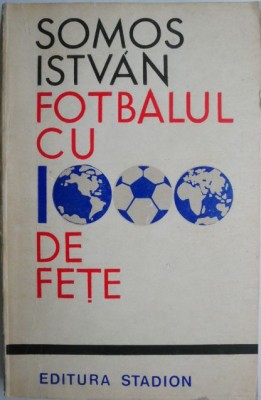 SOMOS
ISTVÁN
FOTBALUL
CU
1000
DE
FEȚE
EDITURA STADION